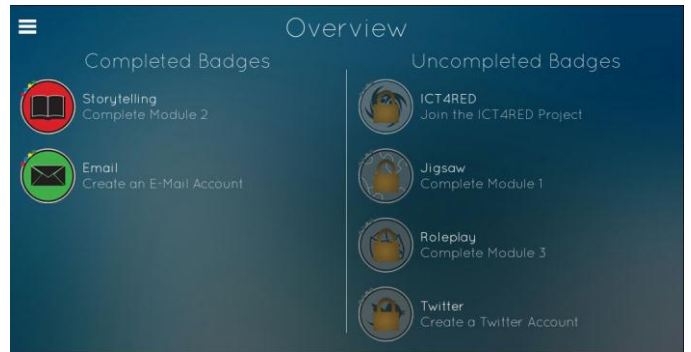 Overview
Completed Badges
Storytelling
Complete Module 2
Email
Create an E-Mail Account
Uncompleted Badges
ICT4RED
Join the ICT4RED Project
Jigsaw
Complete Module 1
Roleplay
Complete Module 3
Twitter
Create a Twitter Account